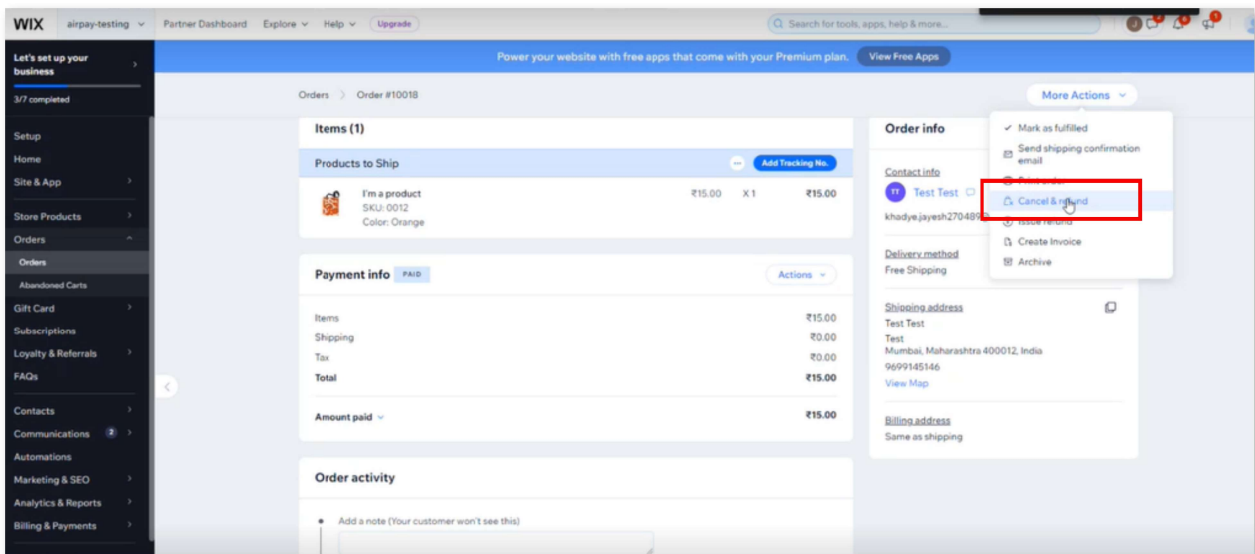 WIX
airpay-testing
Partner Dashboard
Explore
Help
Upgrade
Search for tools, apps, help & more...
J
Let's set up your
business
3/7 completed
Power your website with free apps that come with your Premium plan.
View Free Apps
Setup
Home
Site & App
Store Products
Orders
Orders
Abandoned Carts
Gift Card
Subscriptions
Loyalty & Referrals
FAQs
Contacts
Communications 2
Automations
Marketing & SEO
Analytics & Reports
Billing & Payments
Orders > Order #10018
More Actions
Mark as fulfilled
Send shipping confirmation
email
Print order
Cancel & refund
Issue refund
Create Invoice
Archive
Items (1)
Products to Ship
... Add Tracking No.
I'm a product ₹15.00 X 1 ₹15.00
SKU: 0012
Color: Orange
Payment info PAID
Actions
Items ₹15.00
Shipping ₹0.00
Tax ₹0.00
Total ₹15.00
Amount paid ₹15.00
Order activity
Add a note (Your customer won't see this)
Order info
Contact info
TT Test Test
khadye.jayesh270489@
Delivery method
Free Shipping
Shipping address
Test Test
Test
Mumbai, Maharashtra 400012, India
9699145146
View Map
Billing address
Same as shipping